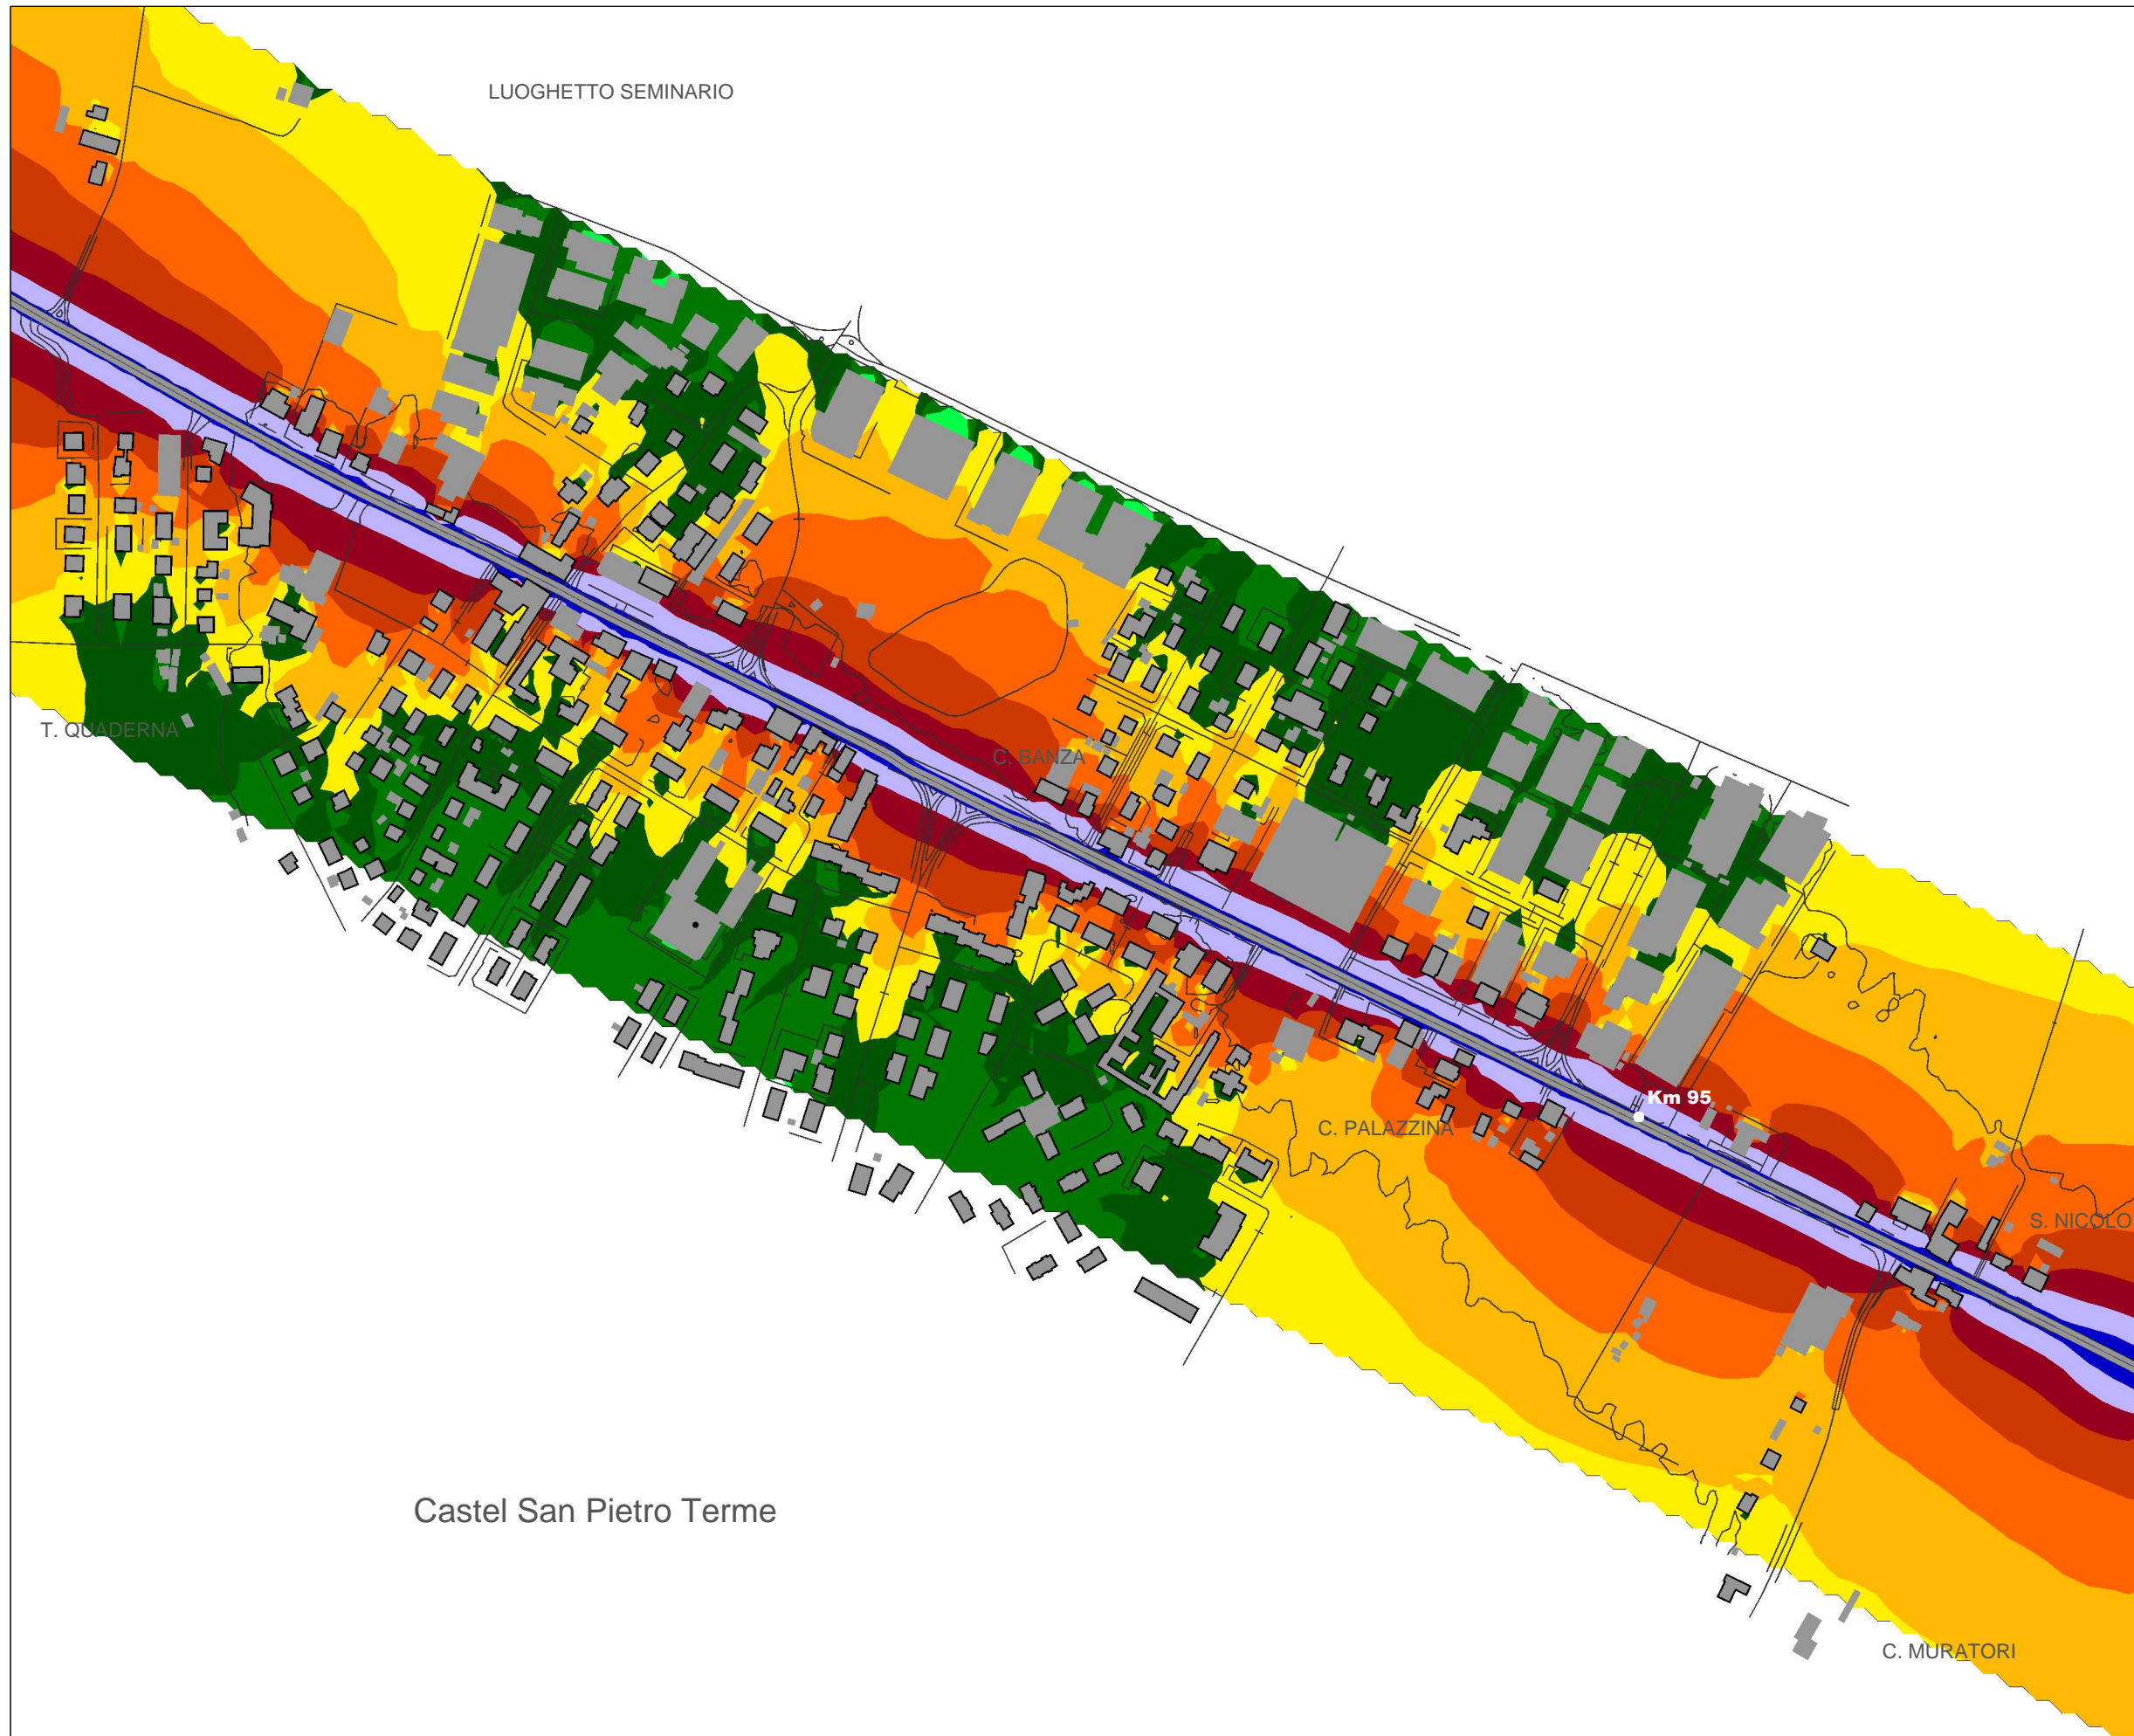 LUOGHETTO SEMINARIO
T. QUADERNA
C. BANZA
Km 95
C. PALAZZINA
S. NICOLO
Castel San Pietro Terme
C. MURATORI